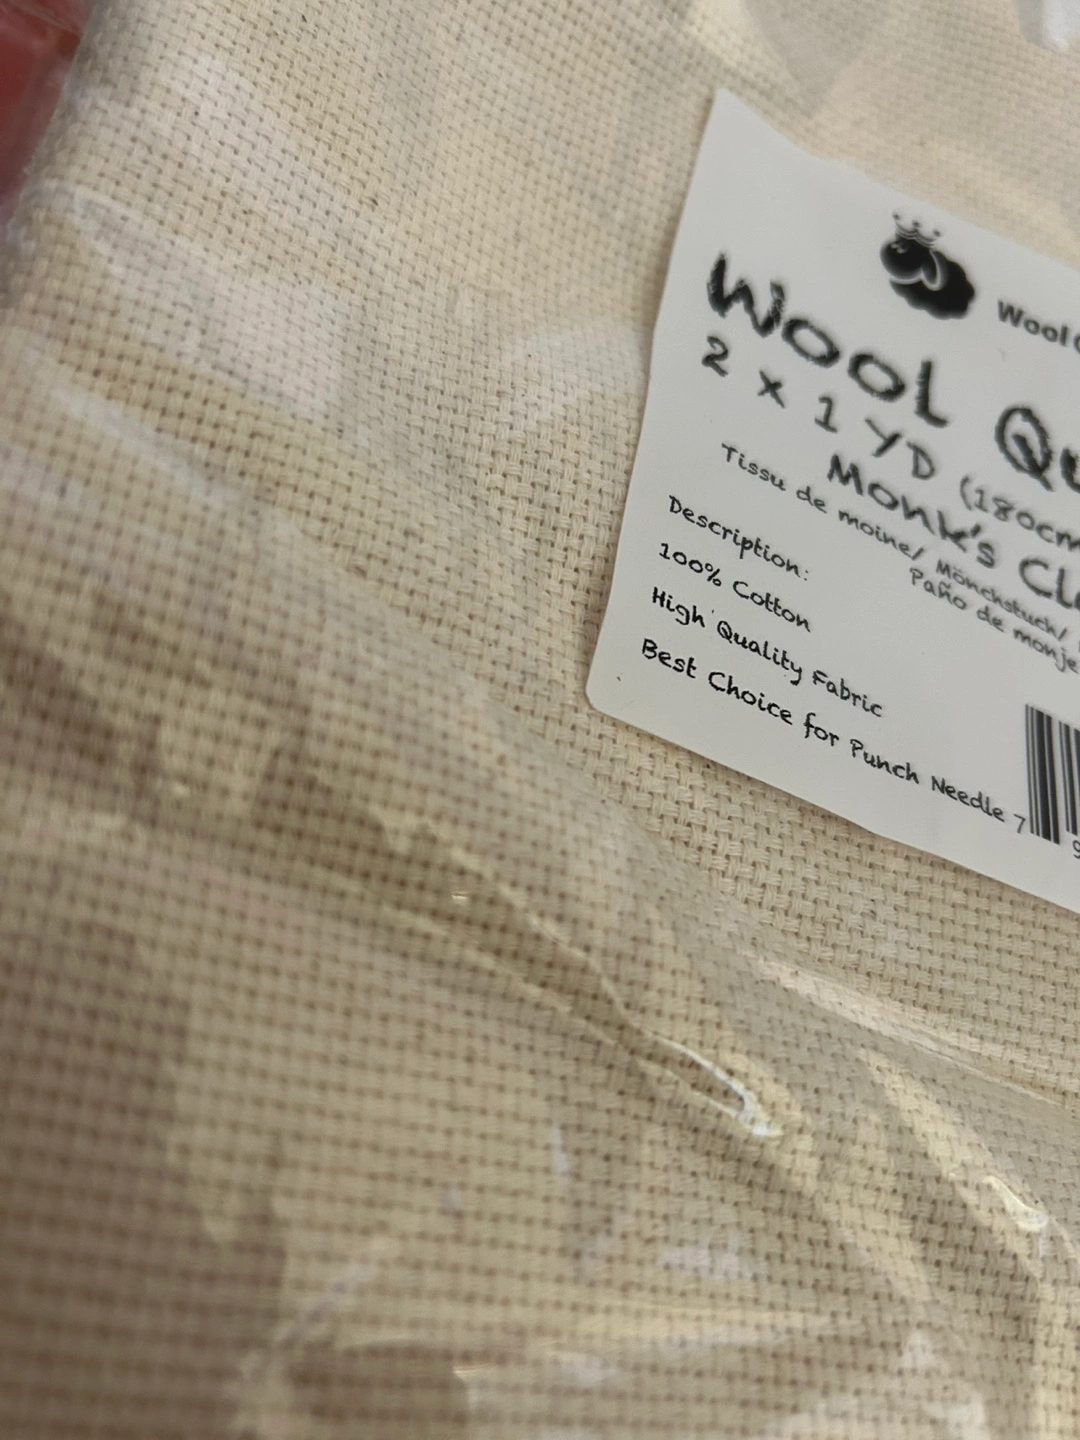 Wool
WOOL Qu
2 x 1 YD (180cm
Monk's Cl
Tissu de moine/ Mönchstuch/
Paño de monje
Description:
100% Cotton
High Quality Fabric
Best Choice for Punch Needle
7